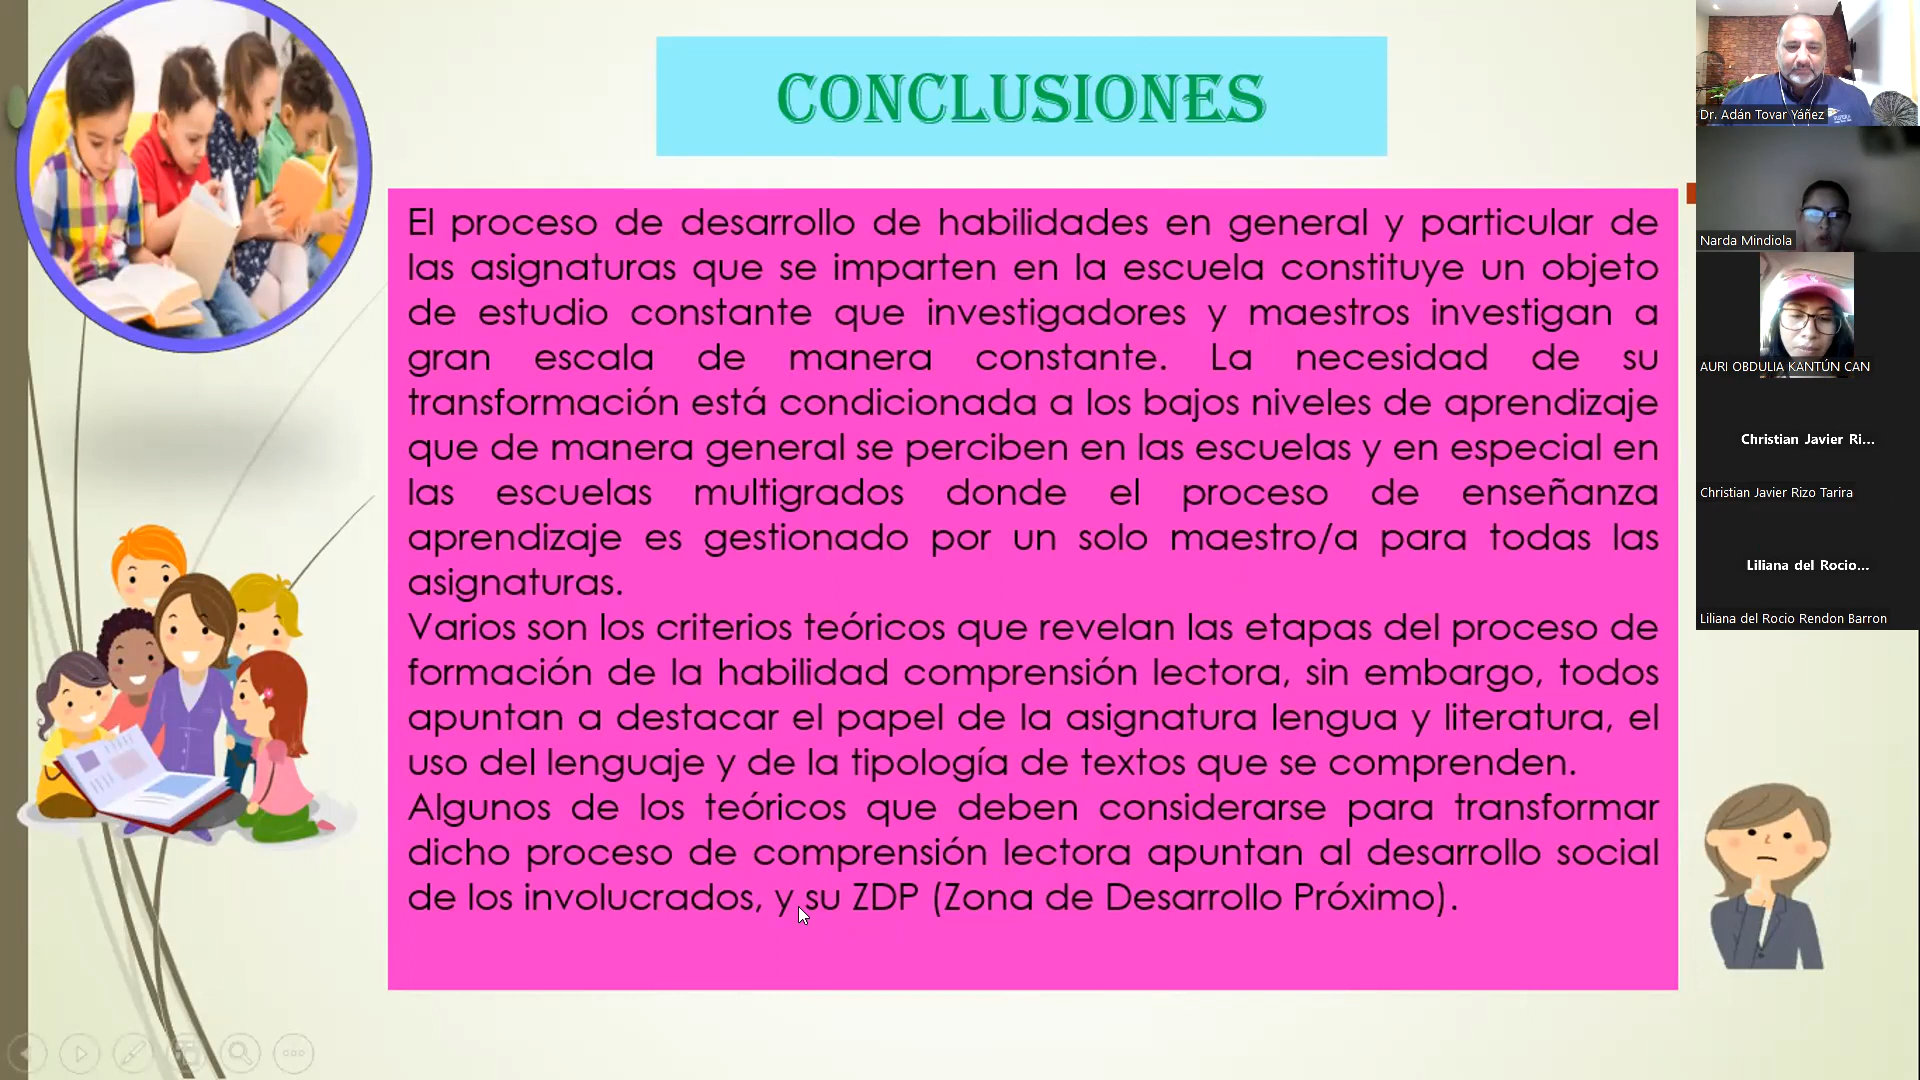 CONCLUSIONES
El proceso de desarrollo de habilidades en general y particular de
las asignaturas que se imparten en la escuela constituye un objeto
de estudio constante que investigadores y maestros investigan a
gran escala de manera constante. La necesidad de su
transformación está condicionada a los bajos niveles de aprendizaje
que de manera general se perciben en las escuelas y en especial en
las escuelas multigrados donde el proceso de enseñanza
aprendizaje es gestionado por un solo maestro/a para todas las
asignaturas.
Varios son los criterios teóricos que revelan las etapas del proceso de
formación de la habilidad comprensión lectora, sin embargo, todos
apuntan a destacar el papel de la asignatura lengua y literatura, el
uso del lenguaje y de la tipología de textos que se comprenden.
Algunos de los teóricos que deben considerarse para transformar
dicho proceso de comprensión lectora apuntan al desarrollo social
de los involucrados, y su ZDP (Zona de Desarrollo Próximo).
Dr. Adán Tovar Yáñez
Narda Mindiola
AURI OBDULIA KANTÚN CAN
Christian Javier Ri...
Christian Javier Rizo Tarira
Liliana del Rocio...
Liliana del Rocio Rendon Barron